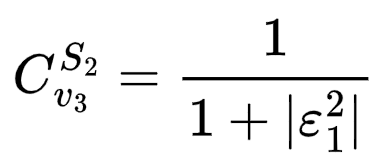 $C_{v_3}^{S_2} = \frac{1}{1 + |\varepsilon_1^2|}$